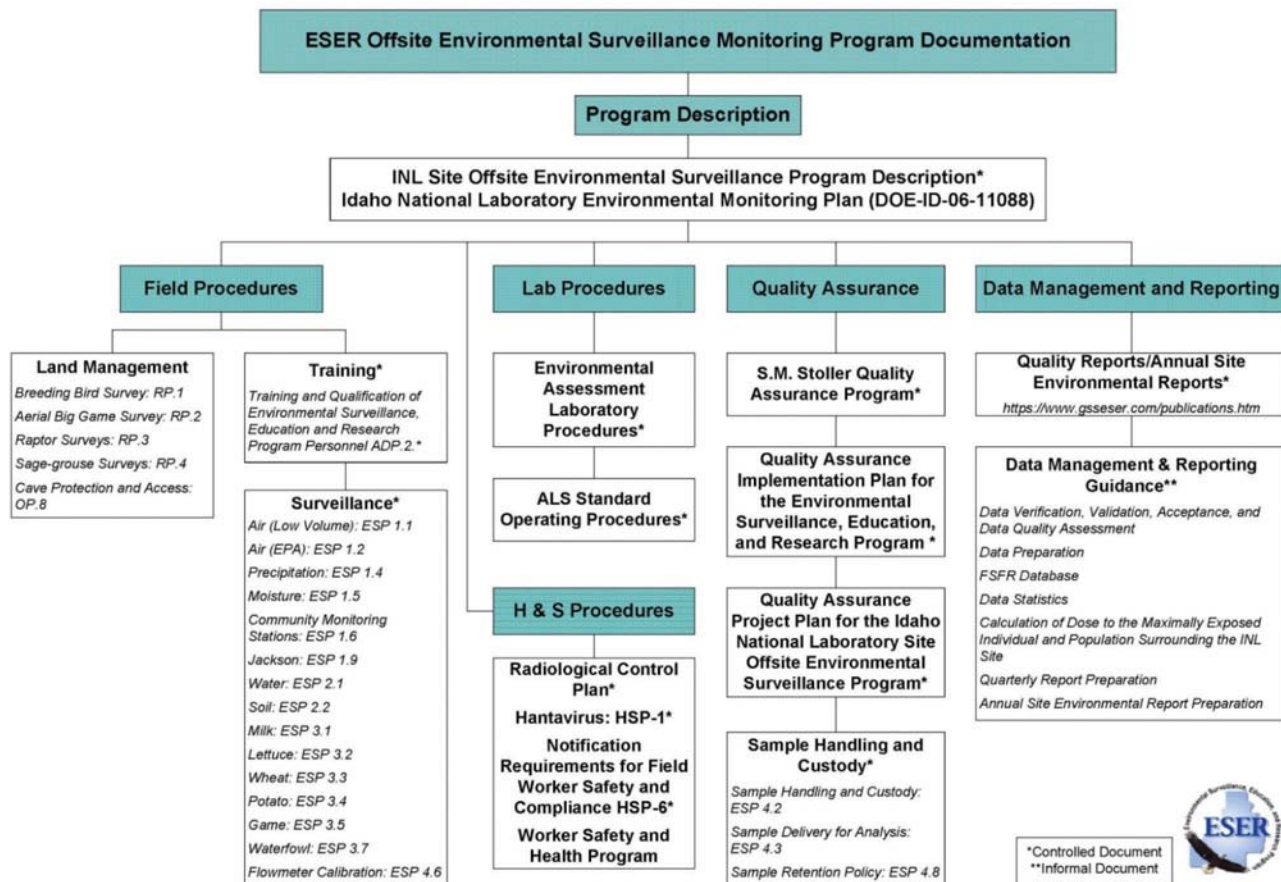 ESER Offsite Environmental Surveillance Monitoring Program Documentation
Program Description
INL Site Offsite Environmental Surveillance Program Description*
Idaho National Laboratory Environmental Monitoring Plan (DOE-ID-06-11088)
Field Procedures
Lab Procedures
Quality Assurance
Data Management and Reporting
Land Management
Breeding Bird Survey: RP.1
Aerial Big Game Survey: RP.2
Raptor Surveys: RP.3
Sage-grouse Surveys: RP.4
Cave Protection and Access:
OP.8
Training*
Training and Qualification of
Environmental Surveillance,
Education and Research
Program Personnel ADP.2.*
Surveillance*
Air (Low Volume): ESP 1.1
Air (EPA): ESP 1.2
Precipitation: ESP 1.4
Moisture: ESP 1.5
Community Monitoring
Stations: ESP 1.6
Jackson: ESP 1.9
Water: ESP 2.1
Soil: ESP 2.2
Milk: ESP 3.1
Lettuce: ESP 3.2
Wheat: ESP 3.3
Potato: ESP 3.4
Game: ESP 3.5
Waterfowl: ESP 3.7
Flowmeter Calibration: ESP 4.6
Environmental
Assessment
Laboratory
Procedures*
ALS Standard
Operating Procedures*
H & S Procedures
Radiological Control
Plan*
Hantavirus: HSP-1*
Notification
Requirements for Field
Worker Safety and
Compliance HSP-6*
Worker Safety and
Health Program
S.M. Stoller Quality
Assurance Program*
Quality Assurance
Implementation Plan for
the Environmental
Surveillance, Education,
and Research Program *
Quality Assurance
Project Plan for the Idaho
National Laboratory Site
Offsite Environmental
Surveillance Program*
Sample Handling and
Custody*
Sample Handling and Custody:
ESP 4.2
Sample Delivery for Analysis:
ESP 4.3
Sample Retention Policy: ESP 4.8
Quality Reports/Annual Site
Environmental Reports*
https://www.gsseser.com/publications.htm
Data Management & Reporting
Guidance**
Data Verification, Validation, Acceptance, and
Data Quality Assessment
Data Preparation
FSFR Database
Data Statistics
Calculation of Dose to the Maximally Exposed
Individual and Population Surrounding the INL
Site
Quarterly Report Preparation
Annual Site Environmental Report Preparation
*Controlled Document
**Informal Document
Environmental Surveillance, Education, and Research Program
ESER